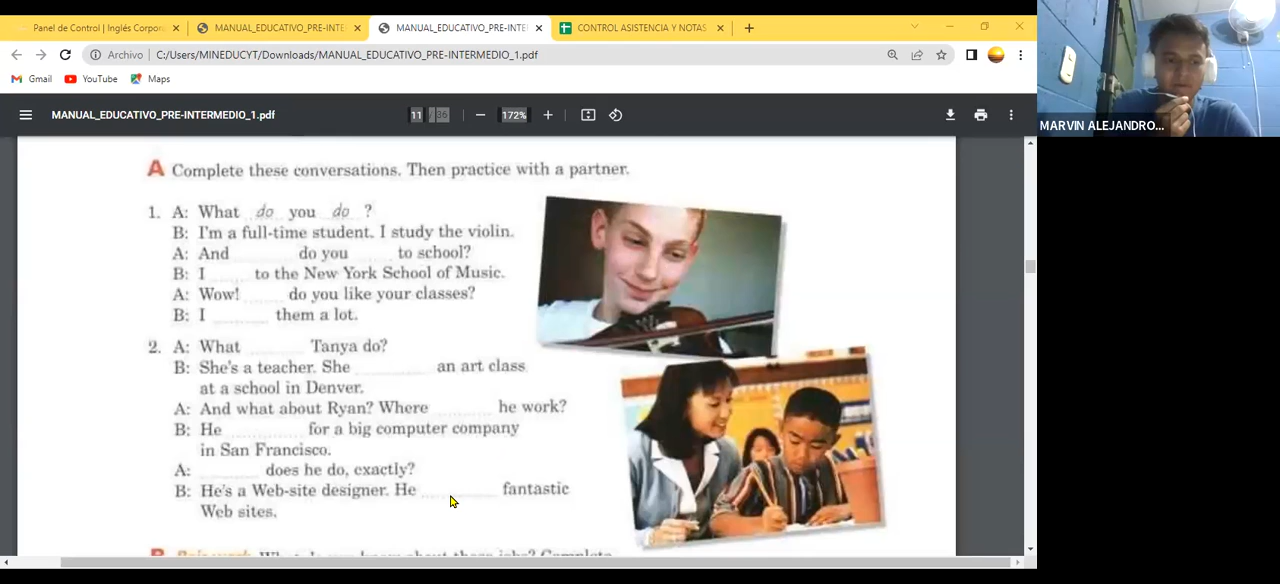 Panel de Control | Inglés Corpora
MANUAL_EDUCATIVO_PRE-INTE
MANUAL_EDUCATIVO_PRE-INTE
CONTROL ASISTENCIA Y NOTAS
Archivo C:/Users/MINEDUCYT/Downloads/MANUAL_EDUCATIVO_PRE-INTERMEDIO_1.pdf
Gmail YouTube Maps
MANUAL_EDUCATIVO_PRE-INTERMEDIO_1.pdf 11 / 36 172%
MARVIN ALEJANDRO...
A Complete these conversations. Then practice with a partner.
1. A: What do you do ?
B: I'm a full-time student. I study the violin.
A: And ........ do you ........ to school?
B: I ........ to the New York School of Music.
A: Wow! ........ do you like your classes?
B: I ........ them a lot.
2. A: What ........ Tanya do?
B: She's a teacher. She ........ an art class
at a school in Denver.
A: And what about Ryan? Where ........ he work?
B: He ........ for a big computer company
in San Francisco.
A: ........ does he do, exactly?
B: He's a Web-site designer. He ........ fantastic
Web sites.